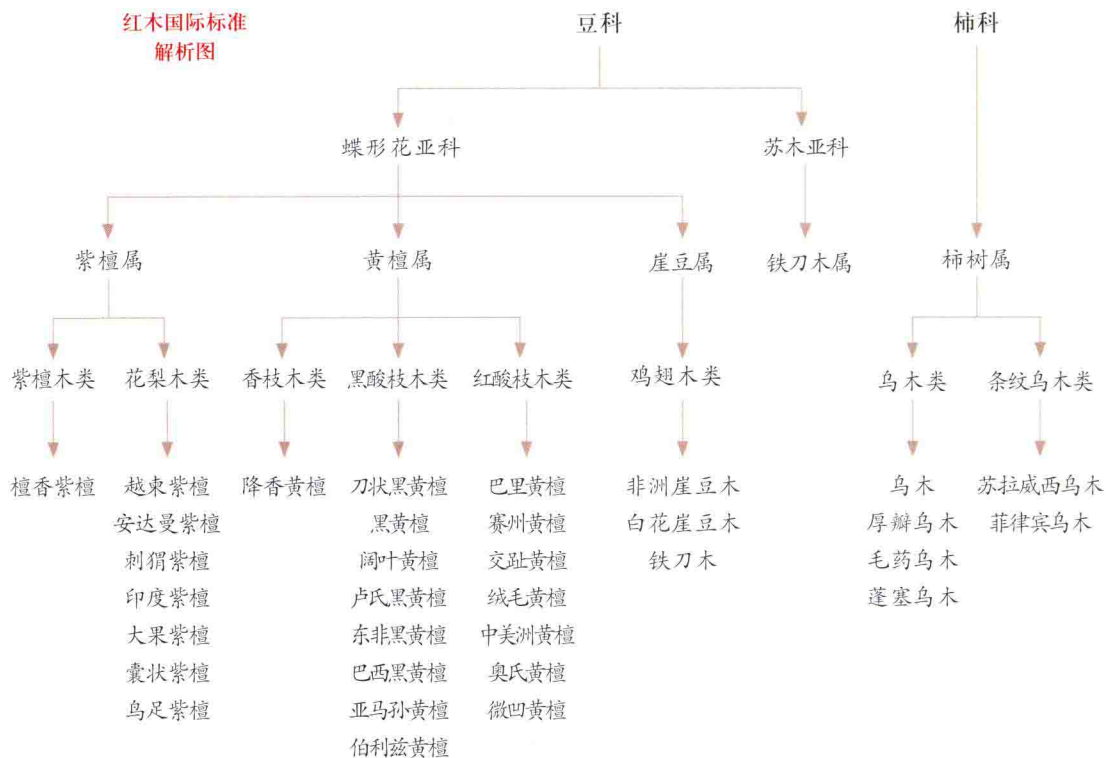 红木国际标准
解析图
豆科
柿科
蝶形花亚科
苏木亚科
紫檀属
黄檀属
崖豆属
铁刀木属
柿树属
紫檀木类
花梨木类
香枝木类
黑酸枝木类
红酸枝木类
鸡翅木类
乌木类
条纹乌木类
檀香紫檀
越柬紫檀
安达曼紫檀
刺猬紫檀
印度紫檀
大果紫檀
囊状紫檀
鸟足紫檀
降香黄檀
刀状黑黄檀
黑黄檀
阔叶黄檀
卢氏黑黄檀
东非黑黄檀
巴西黑黄檀
亚马孙黄檀
伯利兹黄檀
巴里黄檀
赛州黄檀
交趾黄檀
绒毛黄檀
中美洲黄檀
奥氏黄檀
微凹黄檀
非洲崖豆木
白花崖豆木
铁刀木
乌木
厚瓣乌木
毛药乌木
蓬塞乌木
苏拉威西乌木
菲律宾乌木